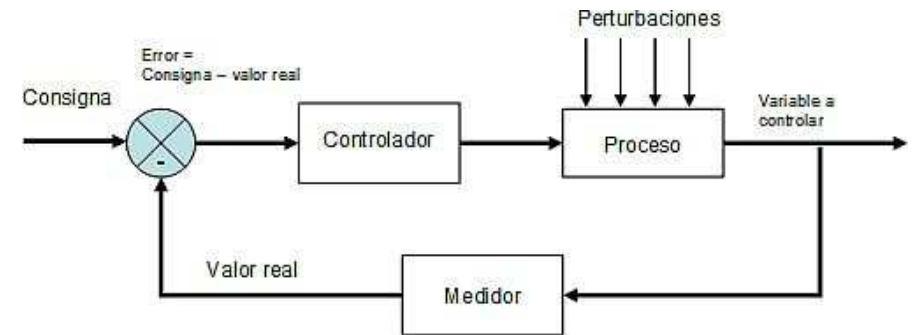 Perturbaciones
Error =
Consigna – valor real
Consigna
Variable a
controlar
Controlador
Proceso
-
Valor real
Medidor